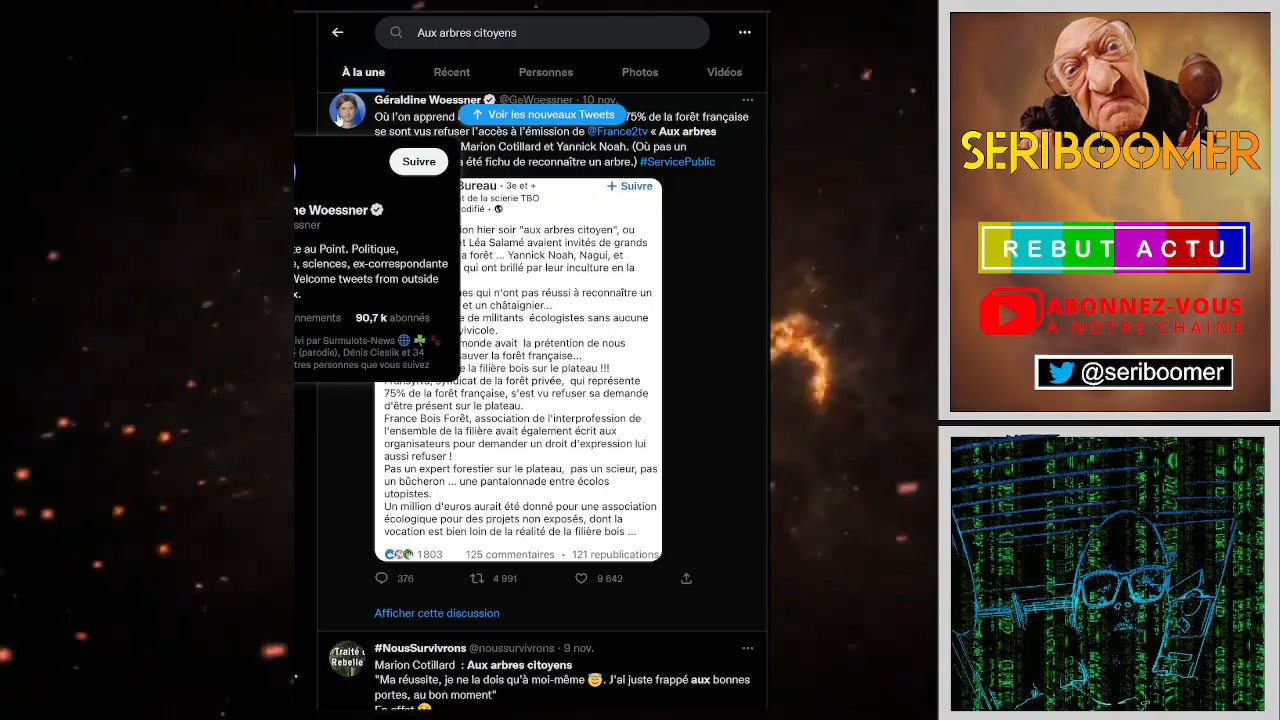 Aux arbres citoyens
À la une
Récent
Personnes
Photos
Vidéos
Géraldine Woessner @GeWoessner · 10 nov.
Voir les nouveaux Tweets
Où l'on apprend 75% de la forêt française
se sont vus refuser l'accès à l'émission de @France2tv « Aux arbres
Marion Cotillard et Yannick Noah. (Où pas un
a été fichu de reconnaître un arbre.) #ServicePublic
Suivre
ne Woessner
ssner
te au Point. Politique,
e, sciences, ex-correspondante
Welcome tweets from outside
x.
nnements 90,7 k abonnés
ivi par Surmulots-News
(parodie), Dénis Cleslik et 34
tres personnes que vous suivez
Bureau · 3e et +
+ Suivre
t de la scierie TBO
odifié ·
on hier soir "aux arbres citoyen", ou
et Léa Salamé avaient invités de grands
a forêt ... Yannick Noah, Nagui, et
qui ont brillé par leur inculture en la
ues qui n'ont pas réussi à reconnaître un
et un châtaignier...
e de militants écologistes sans aucune
vivicole.
monde avait la prétention de nous
sauver la forêt française...
e la filière bois sur le plateau !!!
Fransylva, syndicat de la forêt privée, qui représente
75% de la forêt française, s'est vu refuser sa demande
d'être présent sur le plateau.
France Bois Forêt, association de l'interprofession de
l'ensemble de la filière avait également écrit aux
organisateurs pour demander un droit d'expression lui
aussi refuser !
Pas un expert forestier sur le plateau, pas un scieur, pas
un bûcheron ... une pantalonnade entre écolos
utopistes.
Un million d'euros aurait été donné pour une association
écologique pour des projets non exposés, dont la
vocation est bien loin de la réalité de la filière bois ...
1 803
125 commentaires · 121 republications
376
4 991
9 642
Afficher cette discussion
Traité
Rebelle
#NousSurvivrons @noussurvivrons · 9 nov.
Marion Cotillard : Aux arbres citoyens
"Ma réussite, je ne la dois qu'à moi-même 😇. J'ai juste frappé aux bonnes
portes, au bon moment"
En effet
SERIBOOMER
REBUT ACTU
ABONNEZ-VOUS
À NOTRE CHAINE
@seriboomer